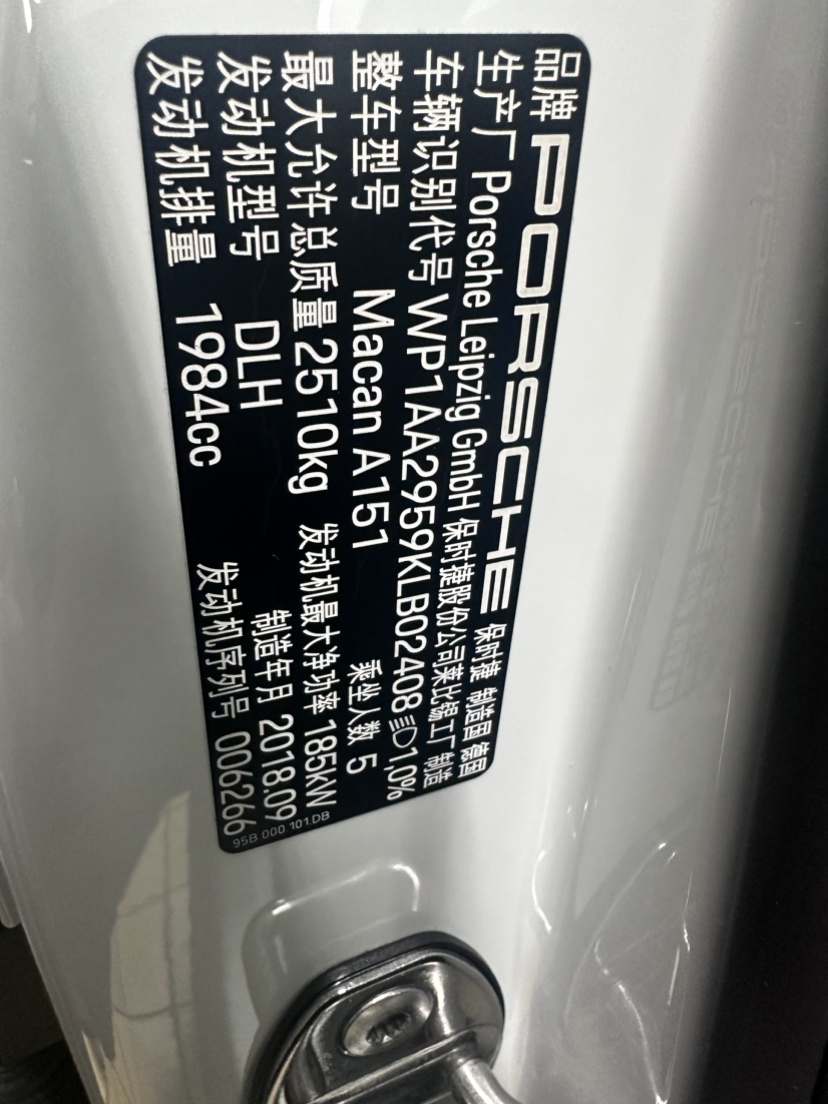 品牌 PORSCHE 保时捷 制造国 德国
生产厂 Porsche Leipzig GmbH 保时捷股份公司莱比锡工厂 制造
车辆识别代号 WP1AA2959KLB02408 1,0%
整车型号 Macan A151 乘坐人数 5
最大允许总质量 2510kg 发动机最大净功率 185KW
发动机型号 DLH 制造年月 2018.09
发动机排量 1984cc 发动机序列号 006266
95B 000 101.DB